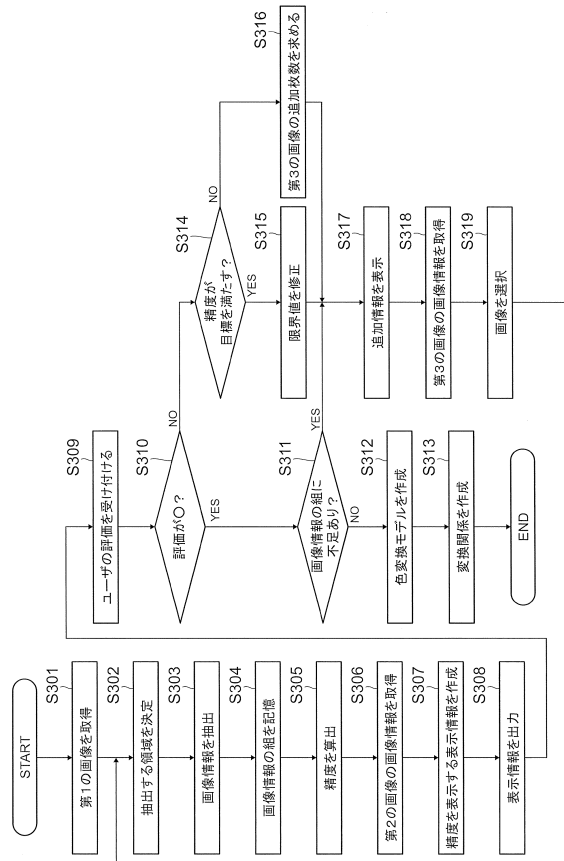 START
S301
第1の画像を取得
S302
抽出する領域を決定
S303
画像情報を抽出
S304
画像情報の組を記憶
S305
精度を算出
S306
第2の画像の画像情報を取得
S307
精度を表示する表示情報を作成
S308
表示情報を出力
S309
ユーザの評価を受け付ける
S310
評価が○?
NO
YES
S311
画像情報の組に
不足あり?
YES
NO
S312
色変換モデルを作成
S313
変換関係を作成
END
S314
精度が
目標を満たす?
NO
YES
S315
限界値を修正
S316
第3の画像の追加枚数を求める
S317
追加情報を表示
S318
第3の画像の画像情報を取得
S319
画像を選択